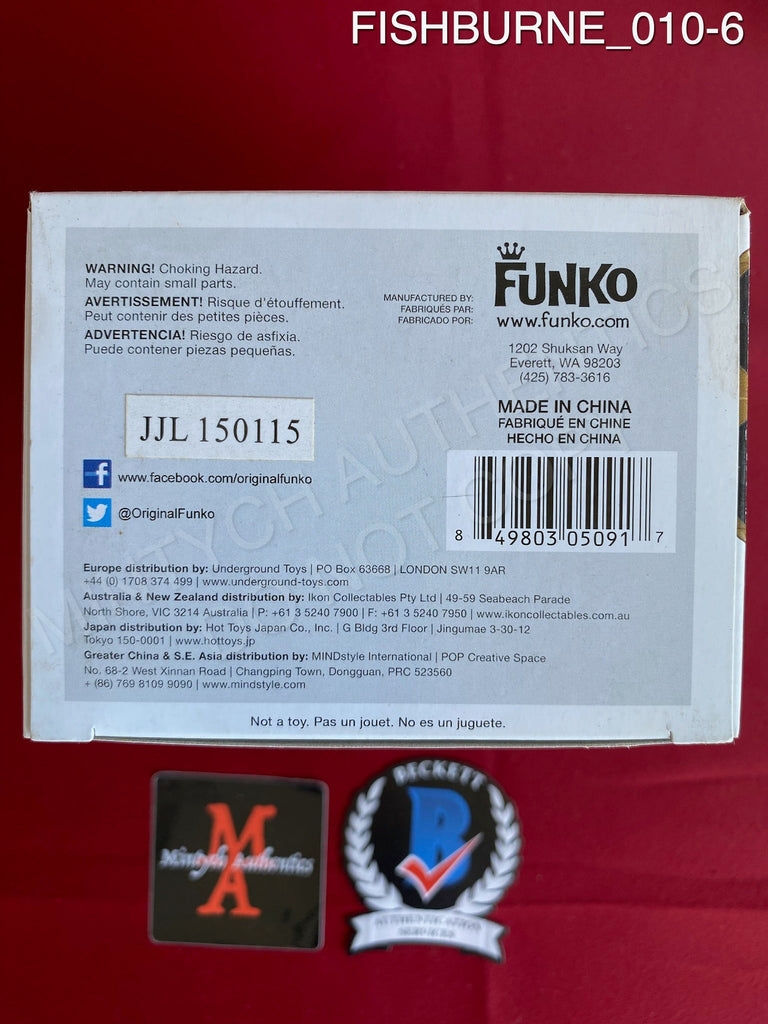 FISHBURNE_010-6
WARNING! Choking Hazard.
May contain small parts.
AVERTISSEMENT! Risque d'étouffement.
Peut contenir des petites pièces.
ADVERTENCIA! Riesgo de asfixia.
Puede contener piezas pequeñas.
MANUFACTURED BY:
FABRIQUÉS PAR:
FABRICADO POR:
FUNKO
www.funko.com
1202 Shuksan Way
Everett, WA 98203
(425) 783-3616
MADE IN CHINA
FABRIQUÉ EN CHINE
HECHO EN CHINA
JJL 150115
www.facebook.com/originalfunko
@OriginalFunko
8 49803 05091 7
Europe distribution by: Underground Toys | PO Box 63668 | LONDON SW11 9AR
+44 (0) 1708 374 499 | www.underground-toys.com
Australia & New Zealand distribution by: Ikon Collectables Pty Ltd | 49-59 Seabeach Parade
North Shore, VIC 3214 Australia | P: +61 3 5240 7900 | F: +61 3 5240 7950 | www.ikoncollectables.com.au
Japan distribution by: Hot Toys Japan Co., Inc. | G Bldg 3rd Floor | Jingumae 3-30-12
Tokyo 150-0001 | www.hottoys.jp
Greater China & S.E. Asia distribution by: MINDstyle International | POP Creative Space
No. 68-2 West Xinnan Road | Changping Town, Dongguan, PRC 523560
+ (86) 769 8109 9090 | www.mindstyle.com
Not a toy. Pas un jouet. No es un juguete.
MINTYCH AUTHENTICS
MA
Mintych Authentics
BECKETT
B
AUTHENTICATION
SERVICES